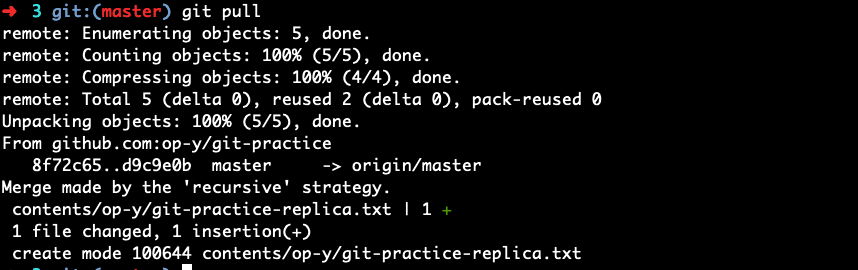 ➜  3 git:(master) git pull
remote: Enumerating objects: 5, done.
remote: Counting objects: 100% (5/5), done.
remote: Compressing objects: 100% (4/4), done.
remote: Total 5 (delta 0), reused 2 (delta 0), pack-reused 0
Unpacking objects: 100% (5/5), done.
From github.com:op-y/git-practice
   8f72c65..d9c9e0b  master     -> origin/master
Merge made by the 'recursive' strategy.
 contents/op-y/git-practice-replica.txt | 1 +
 1 file changed, 1 insertion(+)
 create mode 100644 contents/op-y/git-practice-replica.txt